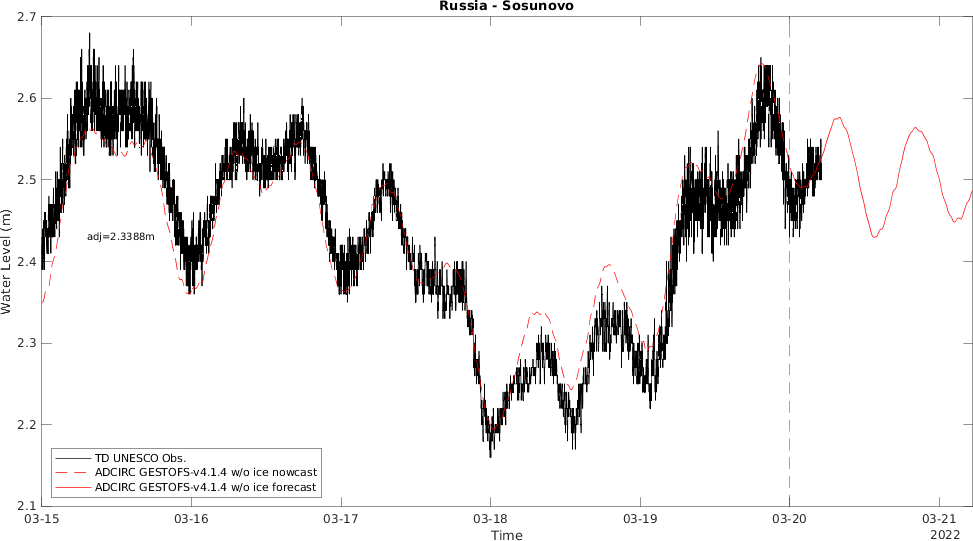 Russia - Sosunovo
2.7
2.6
2.5
2.4
2.3
2.2
2.1
Water Level (m)
adj=2.3388m
TD UNESCO Obs.
ADCIRC GESTOFS-v4.1.4 w/o ice nowcast
ADCIRC GESTOFS-v4.1.4 w/o ice forecast
03-15 03-16 03-17 03-18 03-19 03-20 03-21
Time
2022